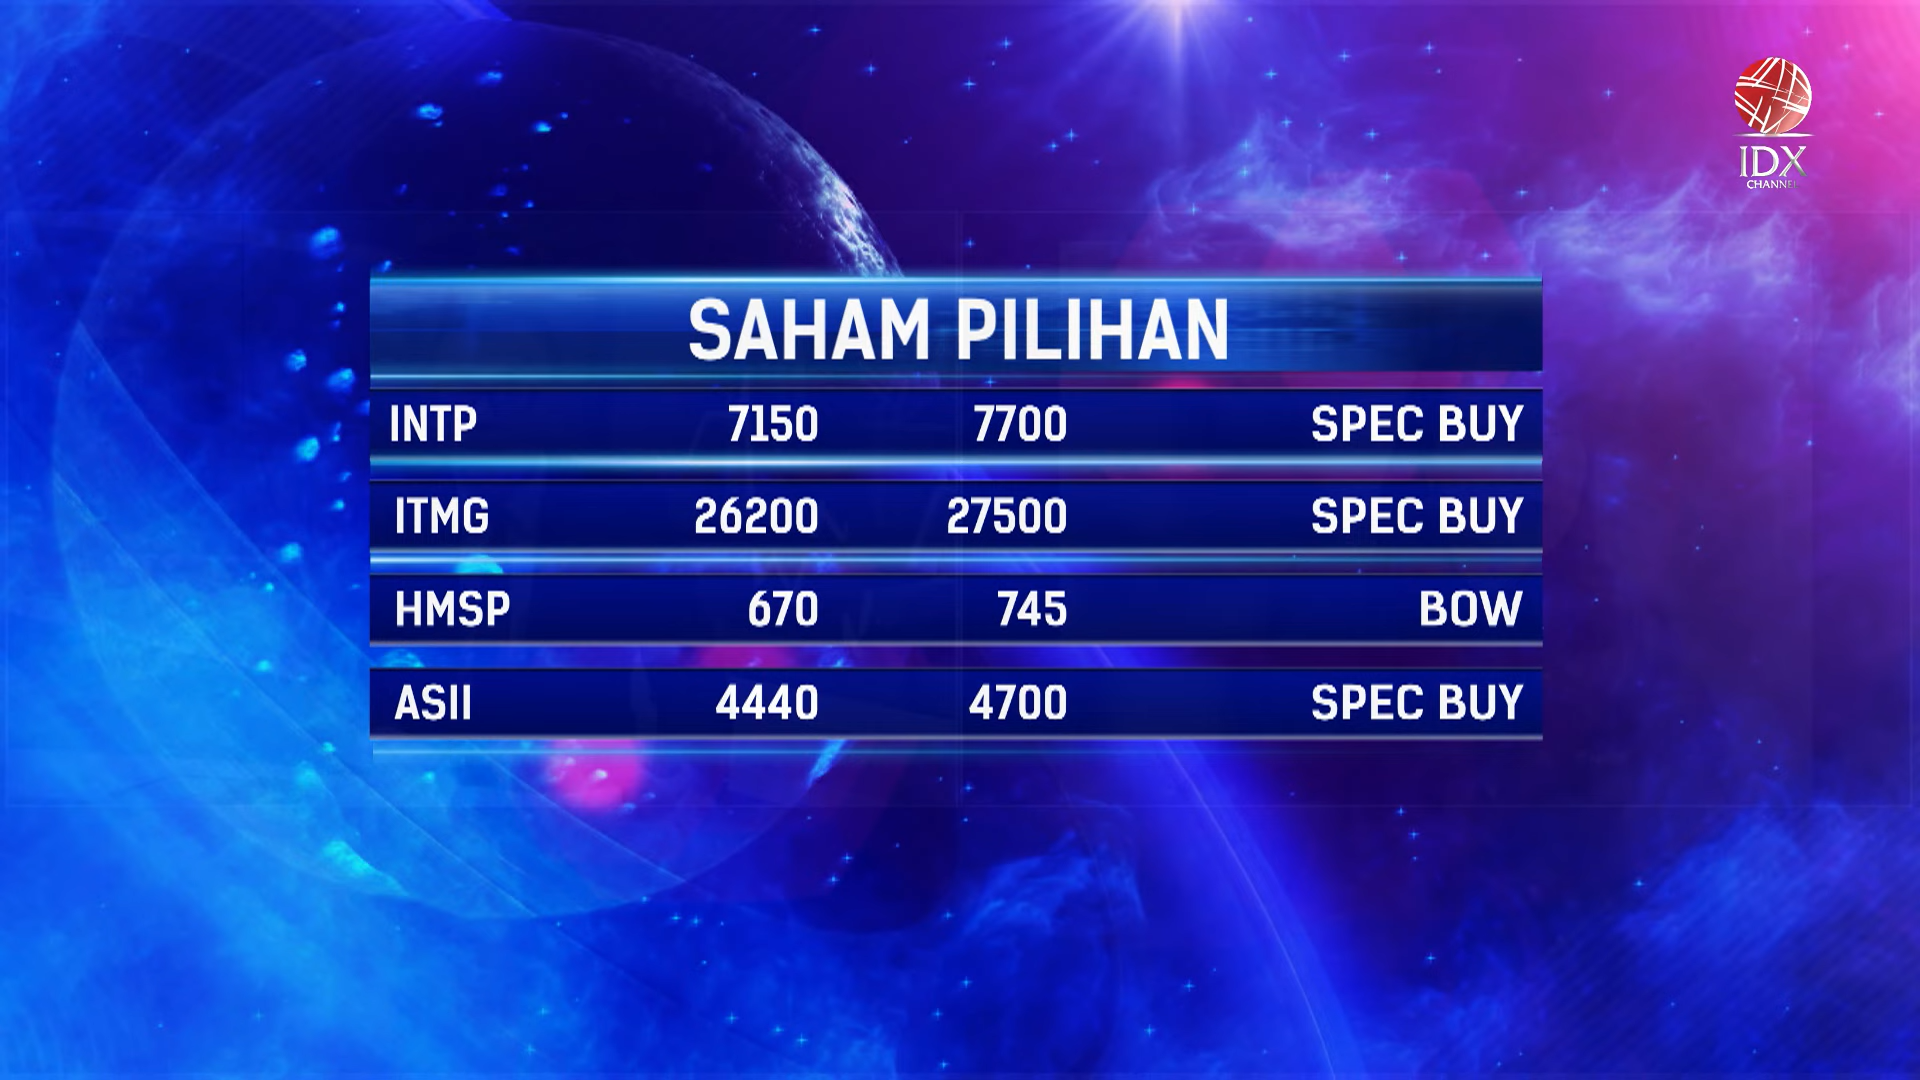 IDX
CHANNEL
SAHAM PILIHAN
INTP 7150 7700 SPEC BUY
ITMG 26200 27500 SPEC BUY
HMSP 670 745 BOW
ASII 4440 4700 SPEC BUY